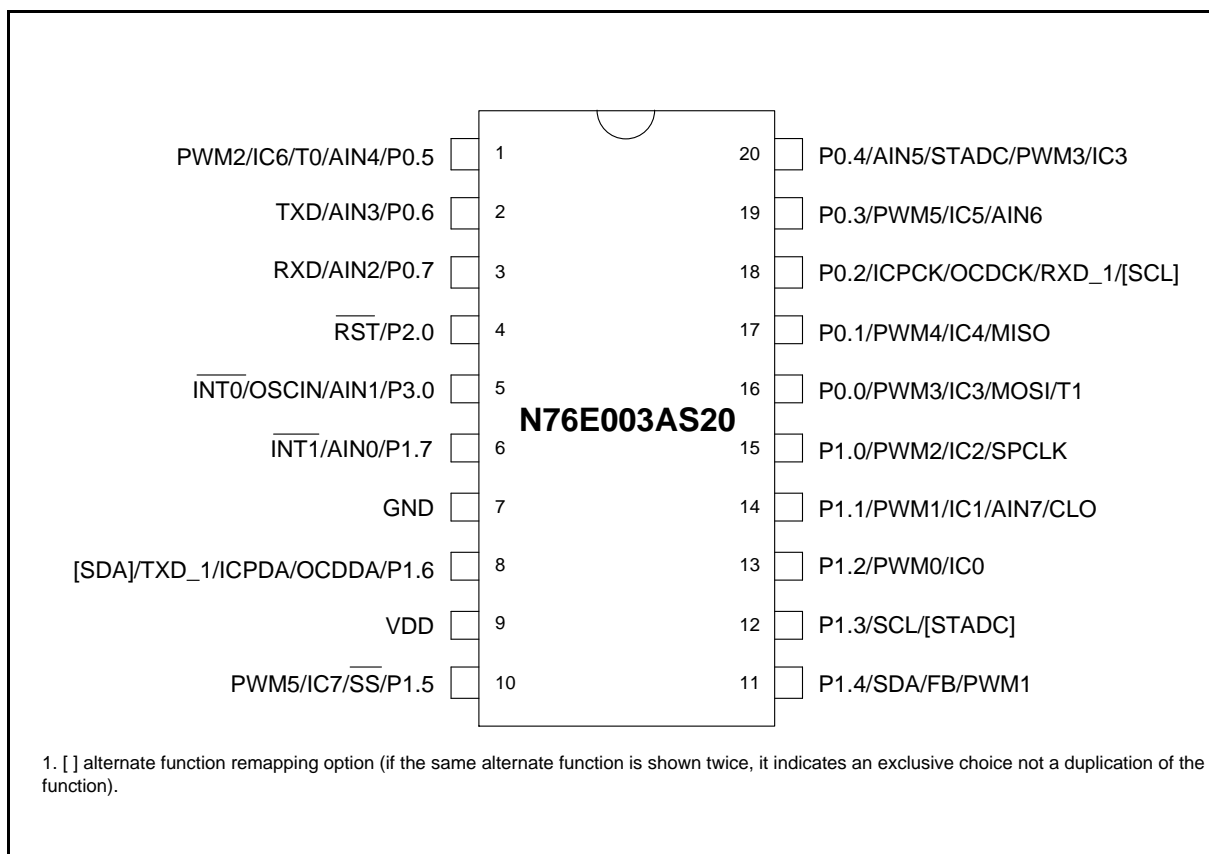 PWM2/IC6/T0/AIN4/P0.5 1 20 P0.4/AIN5/STADC/PWM3/IC3
TXD/AIN3/P0.6 2 19 P0.3/PWM5/IC5/AIN6
RXD/AIN2/P0.7 3 18 P0.2/ICPCK/OCDCK/RXD_1/[SCL]
RST/P2.0 4 17 P0.1/PWM4/IC4/MISO
INT0/OSCIN/AIN1/P3.0 5 16 P0.0/PWM3/IC3/MOSI/T1
N76E003AS20
INT1/AIN0/P1.7 6 15 P1.0/PWM2/IC2/SPCLK
GND 7 14 P1.1/PWM1/IC1/AIN7/CLO
[SDA]/TXD_1/ICPDA/OCDDA/P1.6 8 13 P1.2/PWM0/IC0
VDD 9 12 P1.3/SCL/[STADC]
PWM5/IC7/SS/P1.5 10 11 P1.4/SDA/FB/PWM1
1. [ ] alternate function remapping option (if the same alternate function is shown twice, it indicates an exclusive choice not a duplication of the
function).